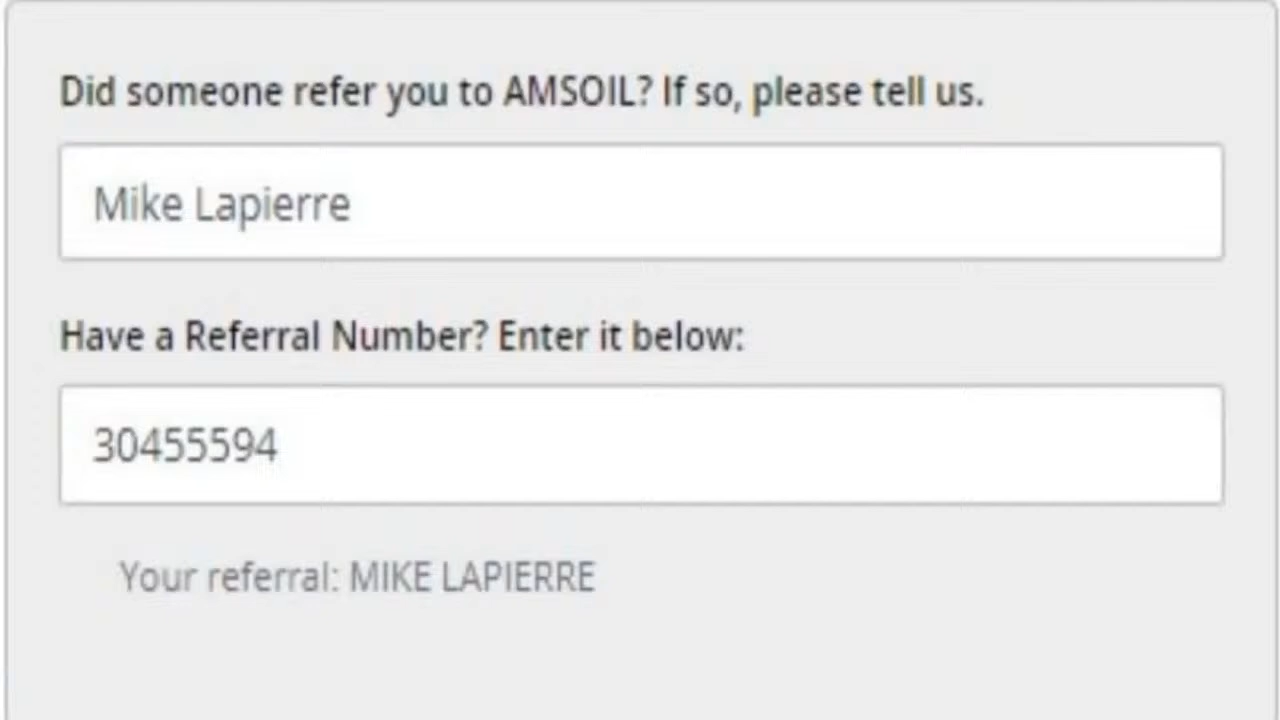 Did someone refer you to AMSOIL? If so, please tell us.
Mike Lapierre
Have a Referral Number? Enter it below:
30455594
Your referral: MIKE LAPIERRE